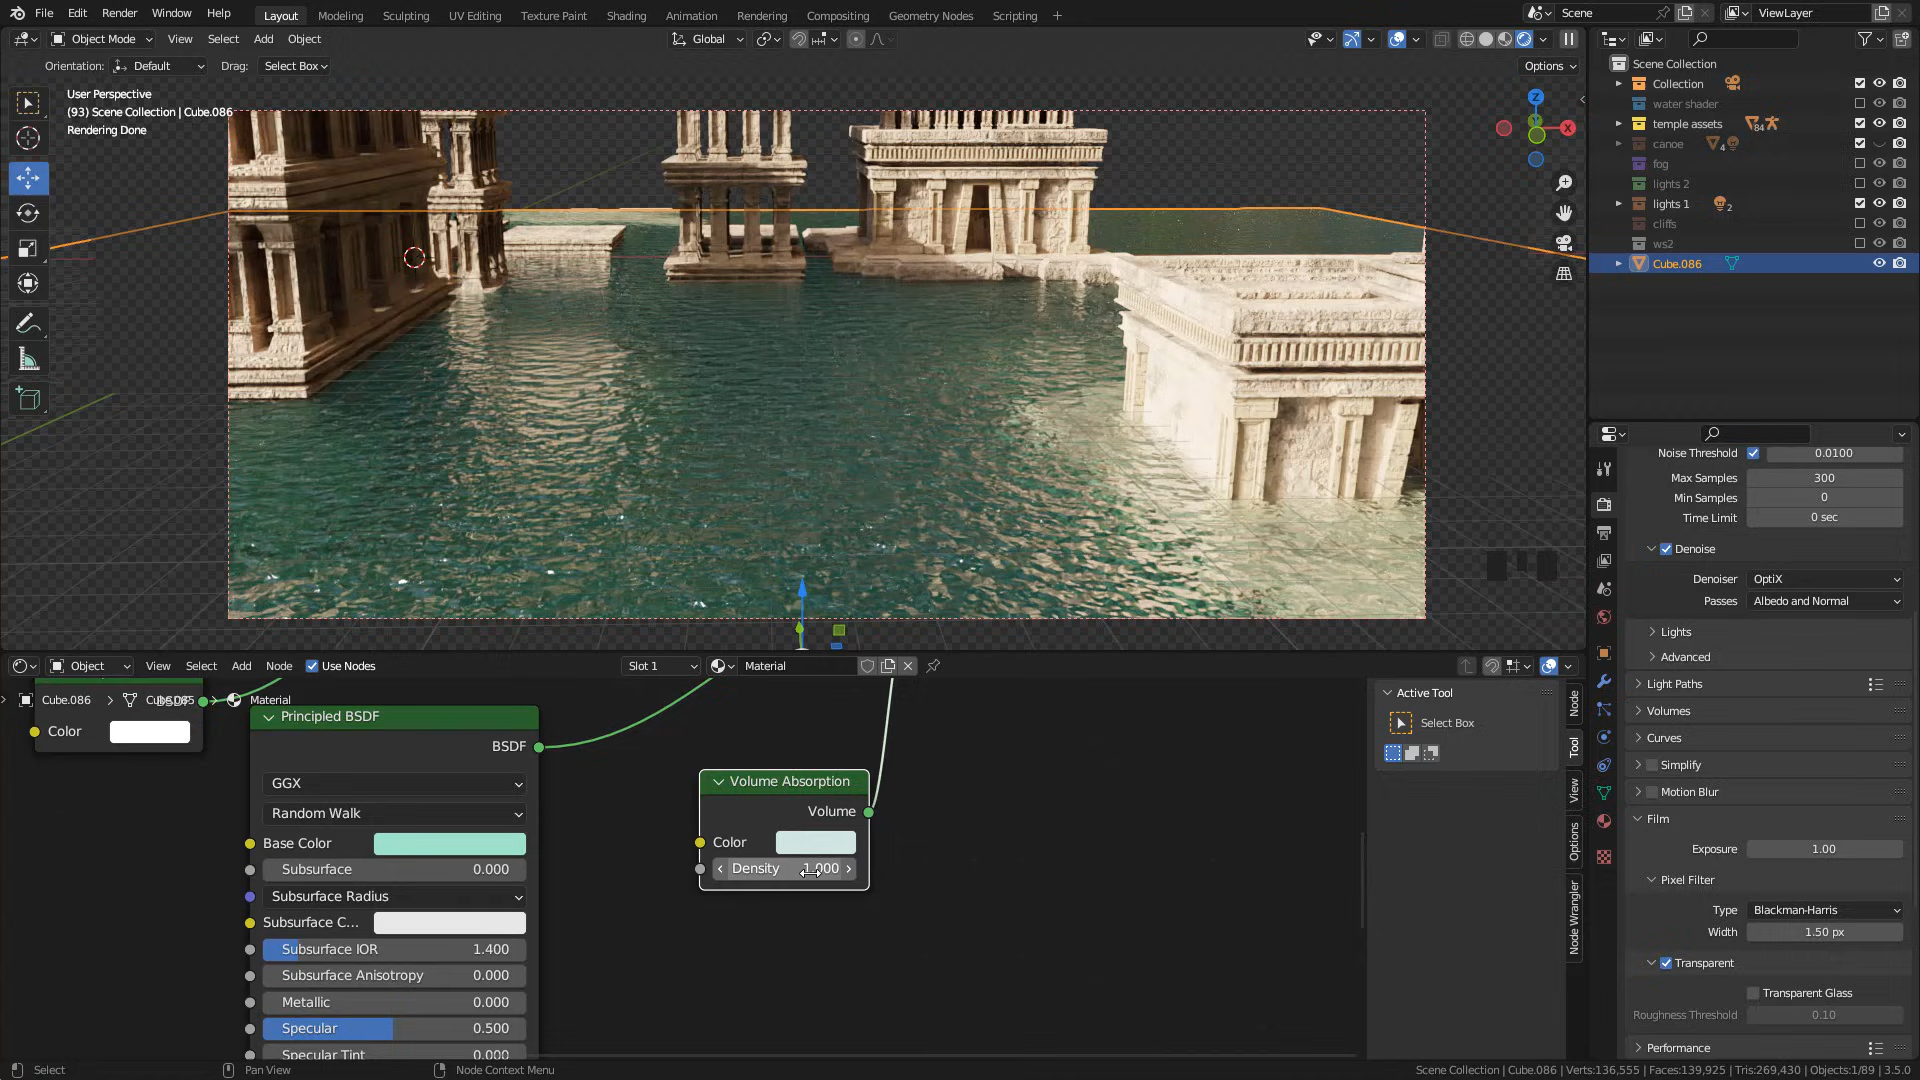 File Edit Render Window Help Layout Modeling Sculpting UV Editing Texture Paint Shading Animation Rendering Compositing Geometry Nodes Scripting + Scene ViewLayer
Object Mode View Select Add Object Global
Orientation: Default Drag: Select Box Options
User Perspective
(93) Scene Collection | Cube.086
Rendering Done
Z
X
Scene Collection
Collection
water shader
temple assets 84
canoe 4
fog
lights 2
lights 1 2
cliffs
ws2
Cube.086
Noise Threshold 0.0100
Max Samples 300
Min Samples 0
Time Limit 0 sec
Denoise
Denoiser OptiX
Passes Albedo and Normal
Lights
Advanced
Light Paths
Volumes
Curves
Simplify
Motion Blur
Film
Exposure 1.00
Pixel Filter
Type Blackman-Harris
Width 1.50 px
Transparent
Transparent Glass
Roughness Threshold 0.10
Performance
Object View Select Add Node Use Nodes Slot 1 Material
Cube.086 > BSDF > Material
Color
Principled BSDF
BSDF
GGX
Random Walk
Base Color
Subsurface 0.000
Subsurface Radius
Subsurface C...
Subsurface IOR 1.400
Subsurface Anisotropy 0.000
Metallic 0.000
Specular 0.500
Specular Tint 0.000
Volume Absorption
Volume
Color
Density 1.000
Active Tool
Select Box
Node
Tool
View
Options
Node Wrangler
Select Pan View Node Context Menu Scene Collection | Cube.086 | Verts:136,555 | Faces:139,925 | Tris:269,430 | Objects:1/89 | 3.5.0